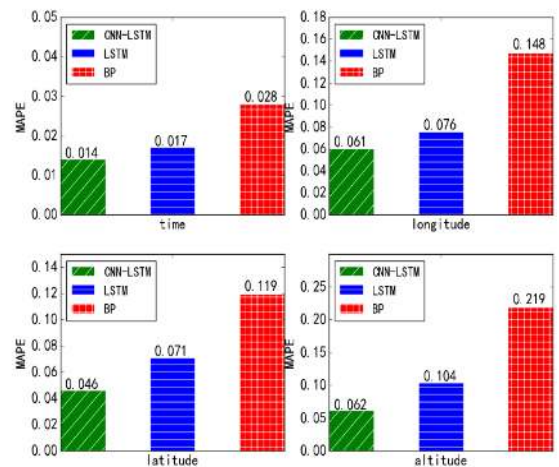 0.05
0.04
0.03
0.02
0.01
0.00
MAPE
CNN-LSTM
LSTM
BP
0.014
0.017
0.028
time
0.18
0.16
0.14
0.12
0.10
0.08
0.06
0.04
0.02
0.00
MAPE
CNN-LSTM
LSTM
BP
0.061
0.076
0.148
longitude
0.14
0.12
0.10
0.08
0.06
0.04
0.02
0.00
MAPE
CNN-LSTM
LSTM
BP
0.046
0.071
0.119
latitude
0.25
0.20
0.15
0.10
0.05
0.00
MAPE
CNN-LSTM
LSTM
BP
0.062
0.104
0.219
altitude